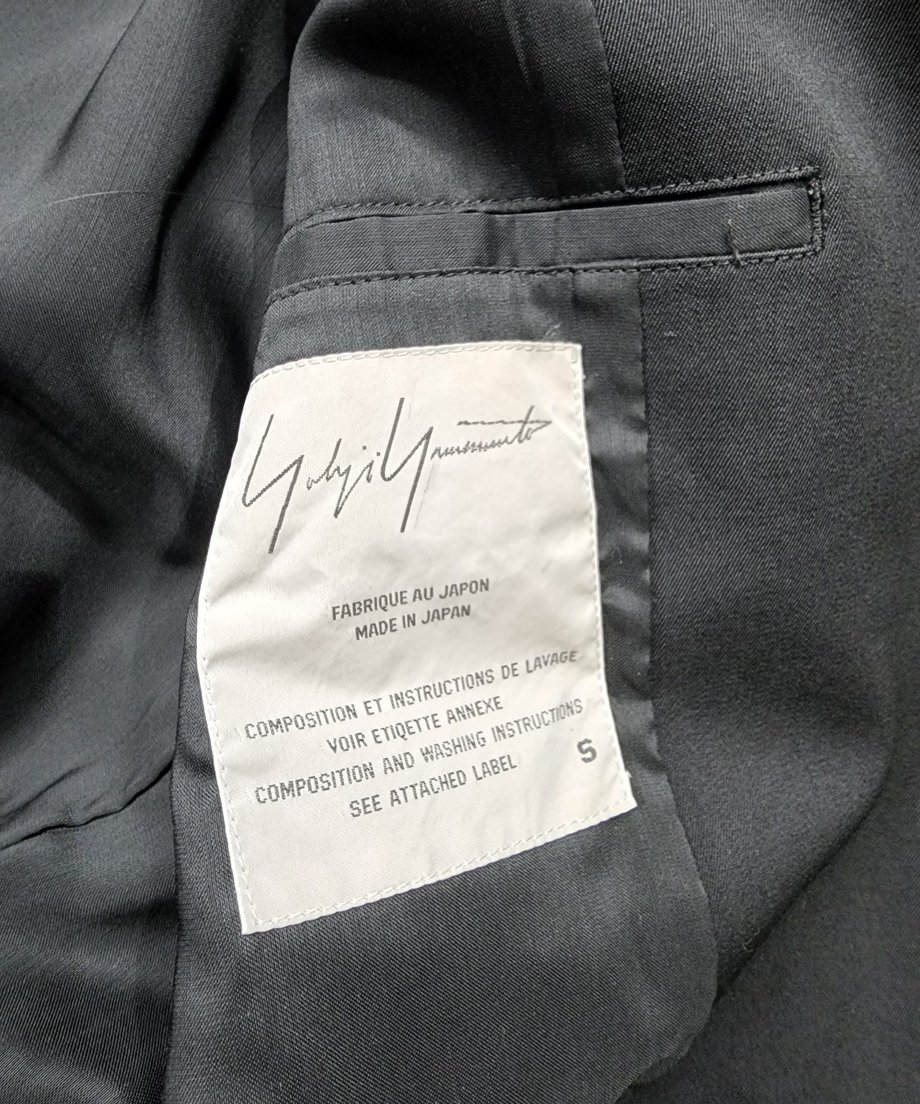 Yohji Yamamoto
FABRIQUE AU JAPON
MADE IN JAPAN
COMPOSITION ET INSTRUCTIONS DE LAVAGE
VOIR ETIQETTE ANNEXE
COMPOSITION AND WASHING INSTRUCTIONS
SEE ATTACHED LABEL
S